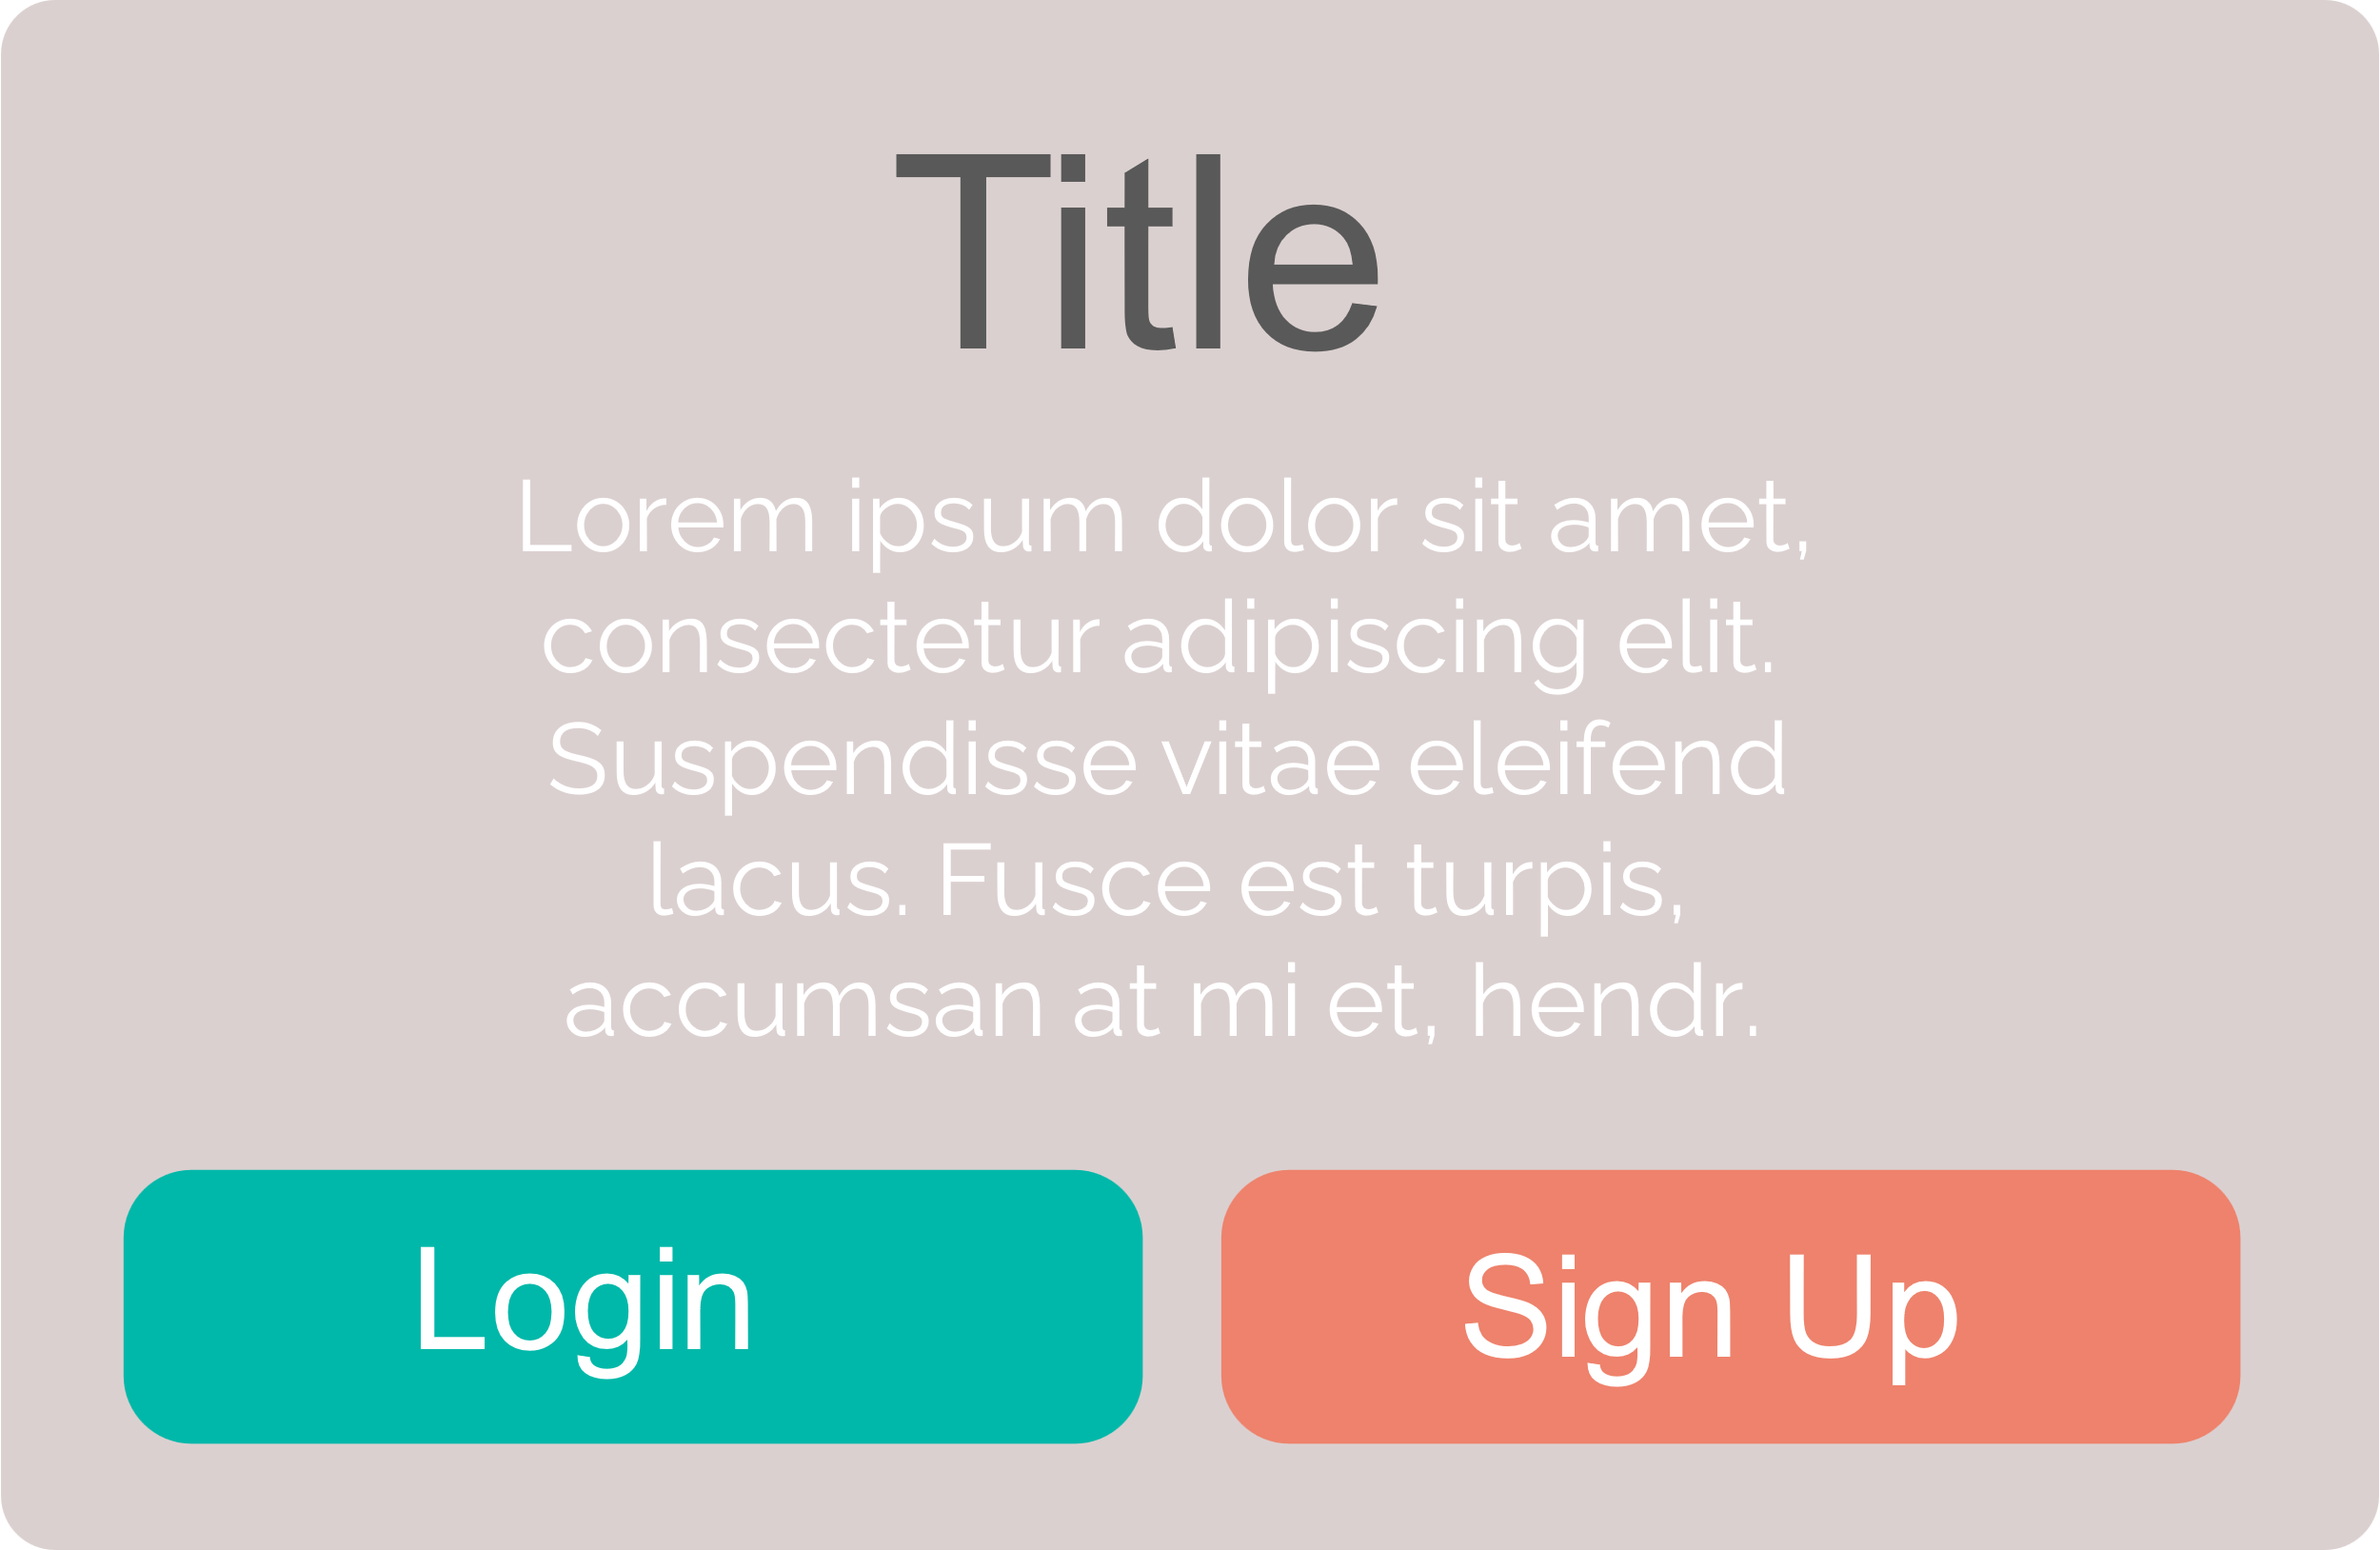 Title
Lorem ipsum dolor sit amet,
consectetur adipiscing elit.
Suspendisse vitae eleifend
lacus. Fusce est turpis,
accumsan at mi et, hendr.
Login
Sign Up